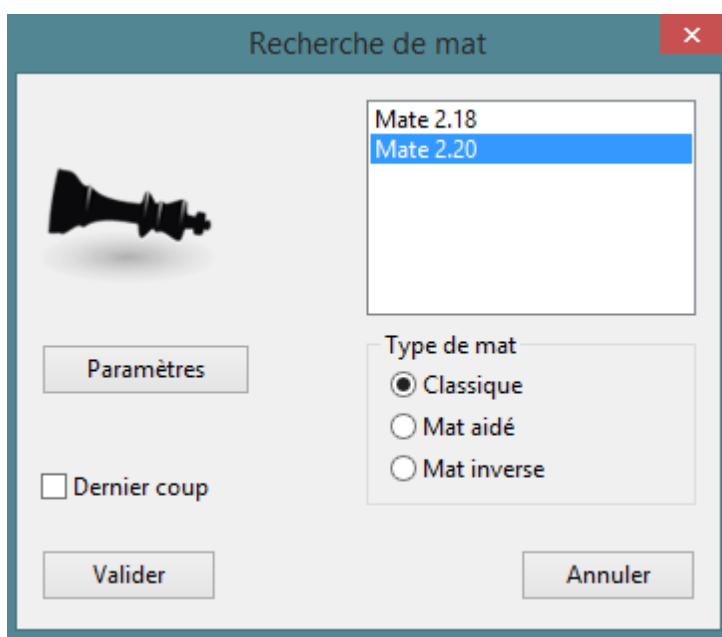 Recherche de mat
Mate 2.18
Mate 2.20
Paramètres
Type de mat
Classique
Mat aidé
Mat inverse
Dernier coup
Valider
Annuler